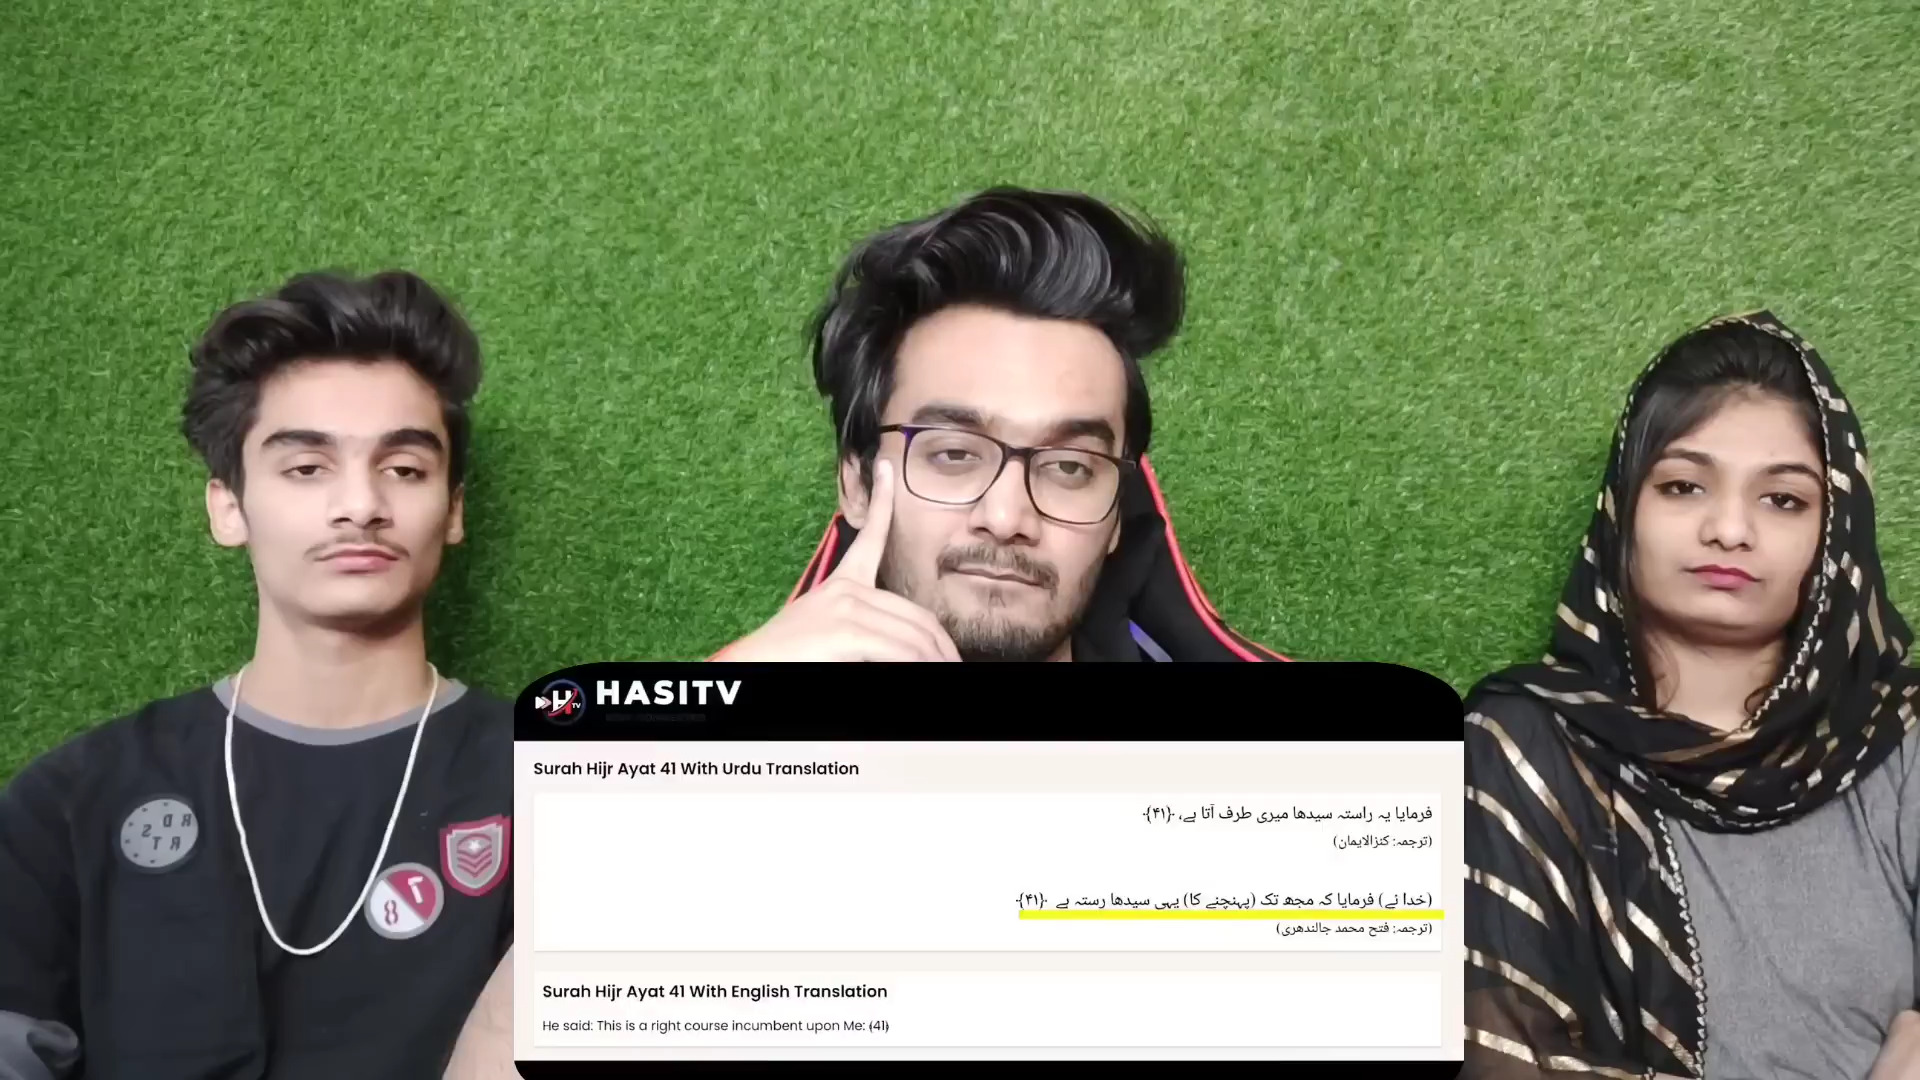 HASITV
Surah Hijr Ayat 41 With Urdu Translation
فرمایا یہ راستہ سیدھا میری طرف آتا ہے، ﴿۴۱﴾
(ترجمہ: کنزالایمان)
(خدا نے) فرمایا کہ مجھ تک (پہنچنے کا) یہی سیدھا رستہ ہے ﴿۴۱﴾
(ترجمہ: فتح محمد جالندھری)
Surah Hijr Ayat 41 With English Translation
He said: This is a right course incumbent upon Me: (41)